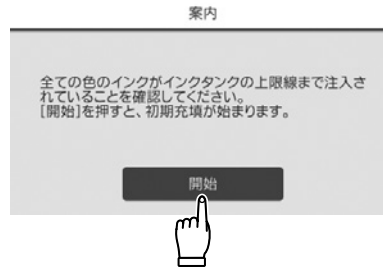 案内
全ての色のインクがインクタンクの上限線まで注入さ
れていることを確認してください。
[開始]を押すと、初期充填が始まります。
開始